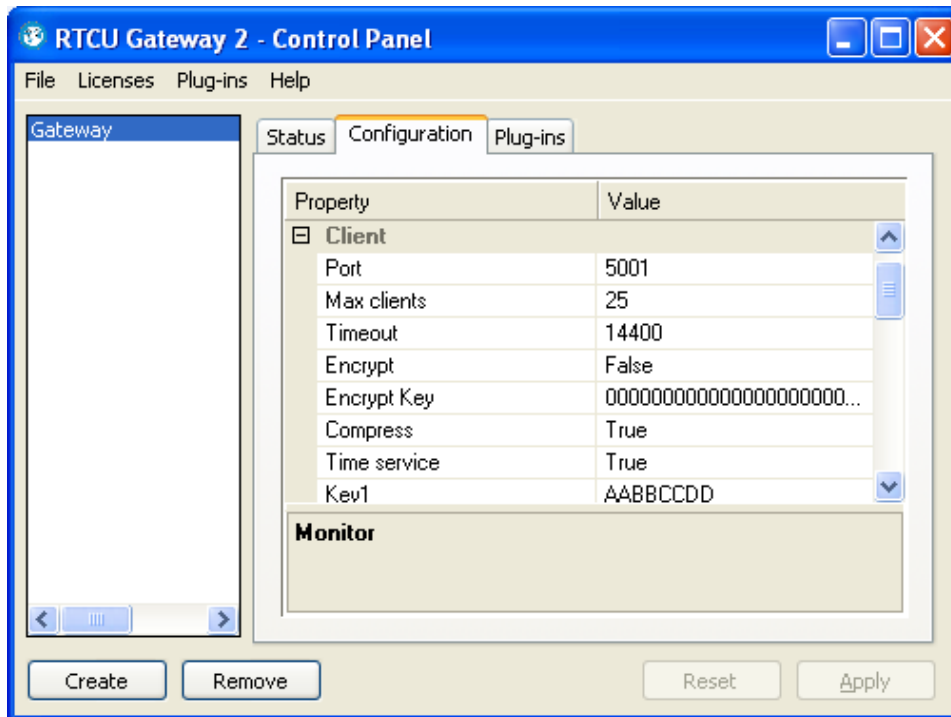 RTCU Gateway 2 - Control Panel
File Licenses Plug-ins Help
Gateway
Status Configuration Plug-ins
Property Value
Client
Port 5001
Max clients 25
Timeout 14400
Encrypt False
Encrypt Key 000000000000000000000...
Compress True
Time service True
Key1 AABBCCDD
Monitor
Create Remove Reset Apply